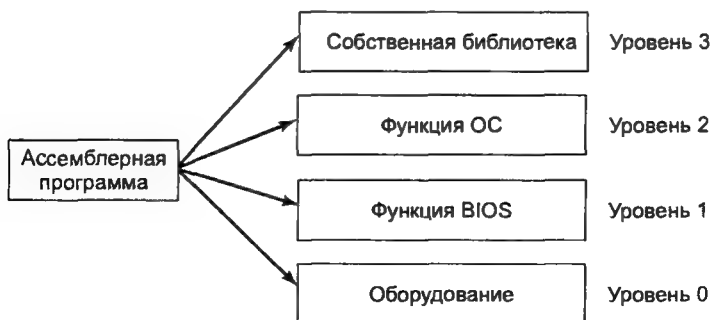 Собственная библиотека Уровень 3
Функция ОС Уровень 2
Ассемблерная
программа
Функция BIOS Уровень 1
Оборудование Уровень 0